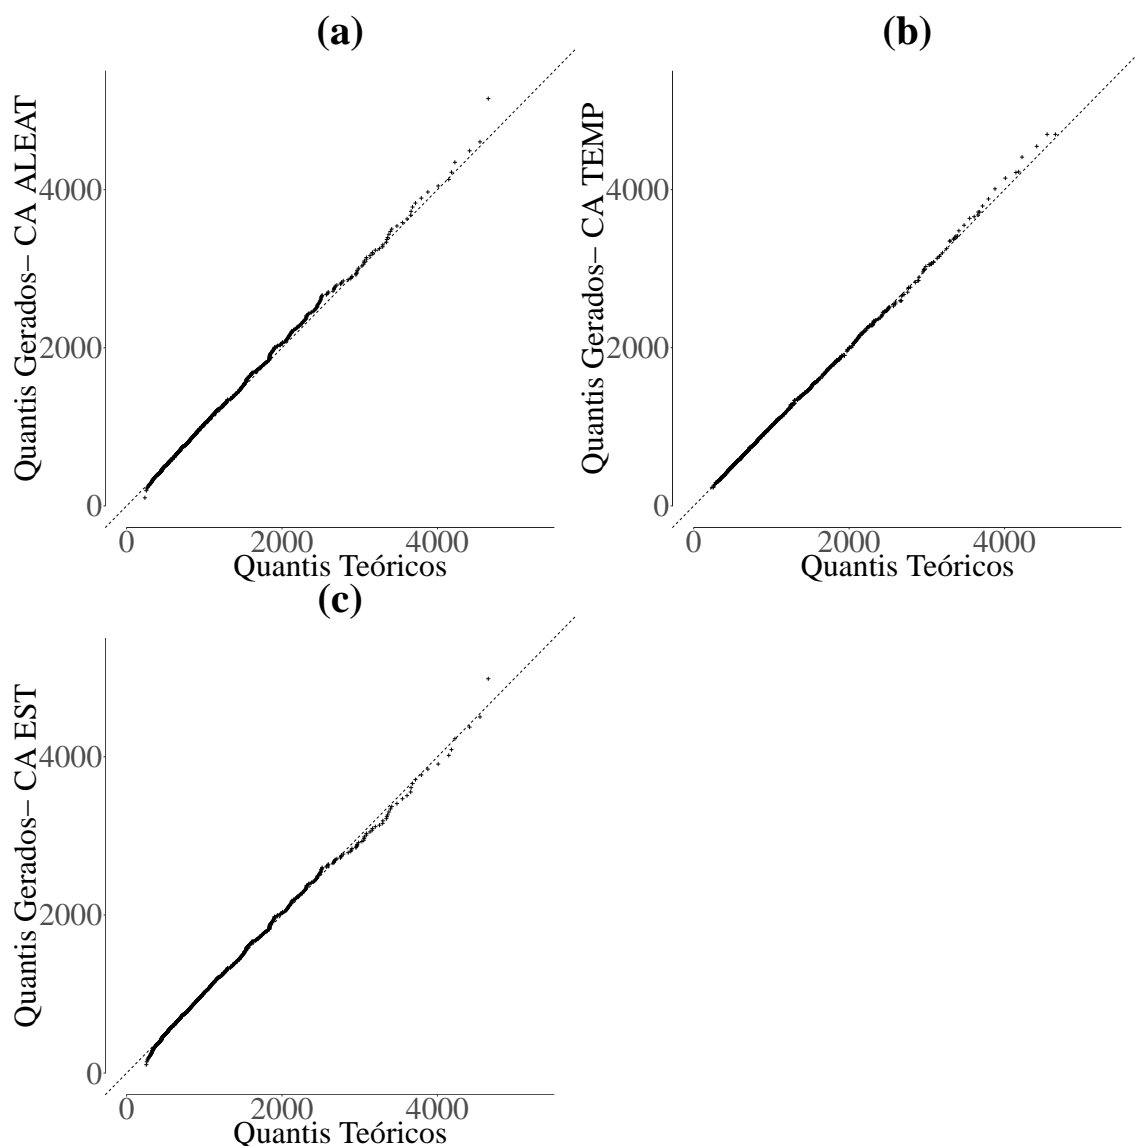 (a)
Quantis Gerados− CA ALEAT
4000
2000
0
0 2000 4000
Quantis Teóricos
(b)
Quantis Gerados− CA TEMP
4000
2000
0
0 2000 4000
Quantis Teóricos
(c)
Quantis Gerados− CA EST
4000
2000
0
0 2000 4000
Quantis Teóricos